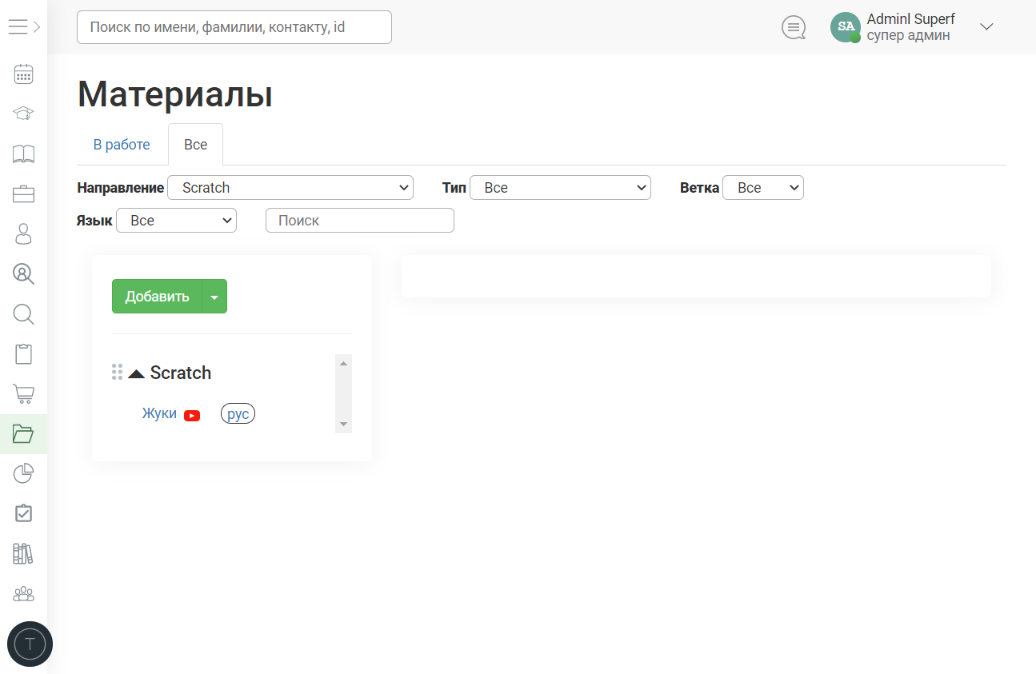 Поиск по имени, фамилии, контакту, id
SA
Adminl Superf
супер админ
Материалы
В работе
Все
Направление Scratch
Тип Все
Ветка Все
Язык Все
Поиск
Добавить
Scratch
Жуки
рус
T